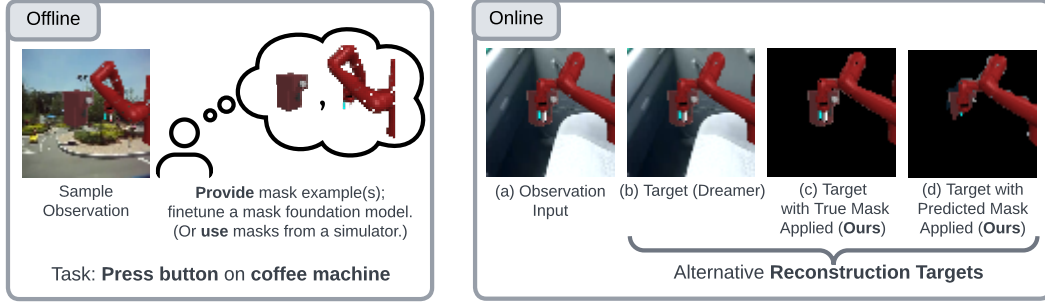 Offline
Sample
Observation
,
Provide mask example(s);
finetune a mask foundation model.
(Or use masks from a simulator.)
Task: Press button on coffee machine
Online
(a) Observation
Input
(b) Target (Dreamer)
(c) Target
with True Mask
Applied (Ours)
(d) Target with
Predicted Mask
Applied (Ours)
Alternative Reconstruction Targets